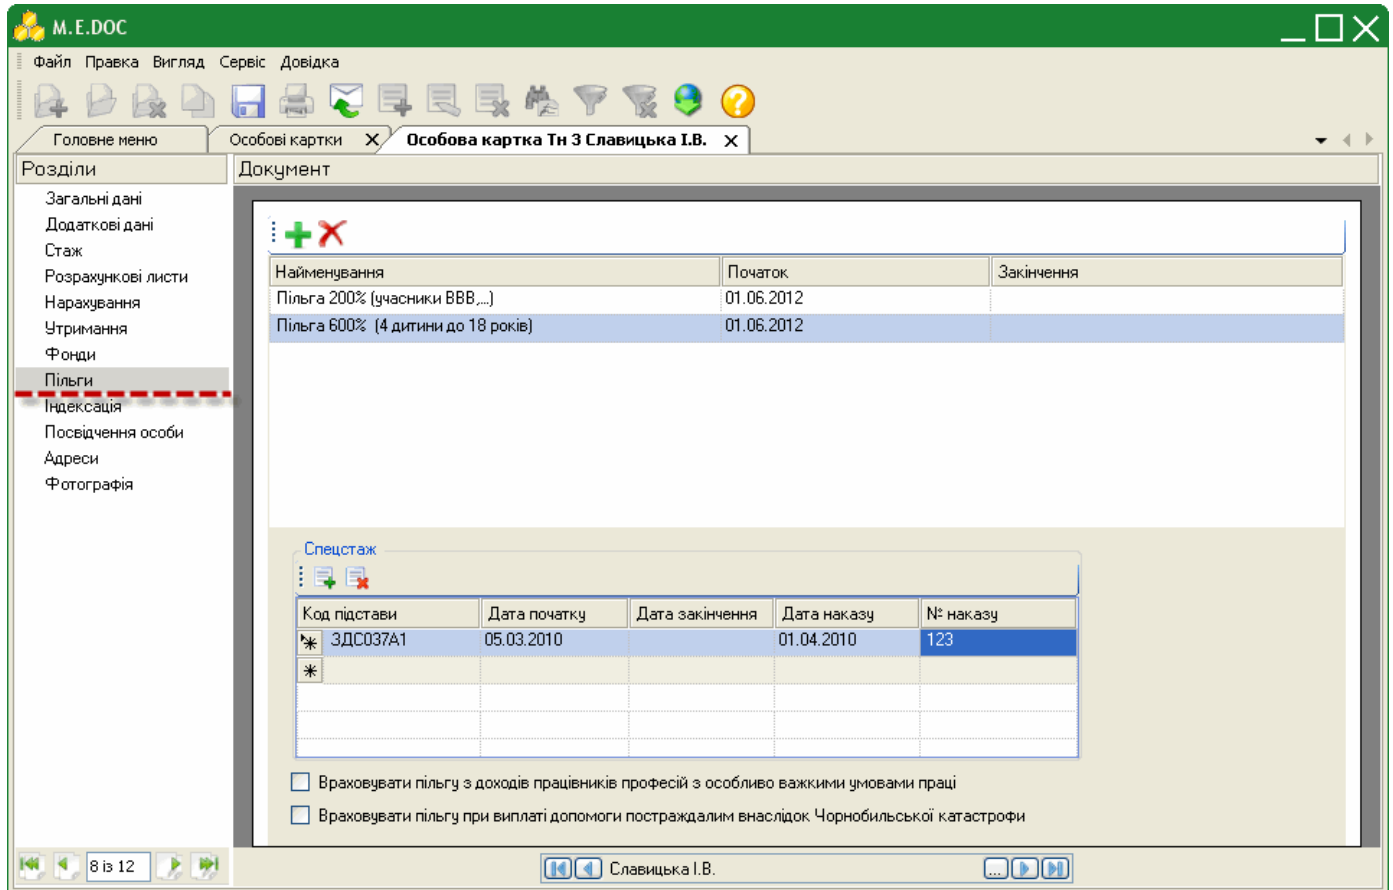 M.E.DOC
Файл Правка Вигляд Сервіс Довідка
Головне меню Особові картки X Особова картка Тн 3 Славицька І.В. X
Розділи
Документ
Загальні дані
Додаткові дані
Стаж
Розрахункові листи
Нарахування
Утримання
Фонди
Пільги
Індексація
Посвідчення особи
Адреси
Фотографія
Найменування Початок Закінчення
Пільга 200% (учасники ВВВ,...) 01.06.2012
Пільга 600% (4 дитини до 18 років) 01.06.2012
Спецстаж
Код підстави Дата початку Дата закінчення Дата наказу № наказу
ЗДС037А1 05.03.2010 01.04.2010 123
Враховувати пільгу з доходів працівників професій з особливо важкими умовами праці
Враховувати пільгу при виплаті допомоги постраждалим внаслідок Чорнобильської катастрофи
8 із 12
Славицька І.В. ...